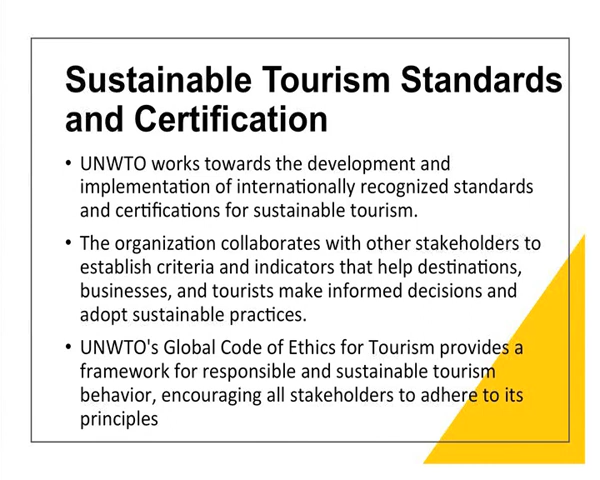 Sustainable Tourism Standards
and Certification
• UNWTO works towards the development and
implementation of internationally recognized standards
and certifications for sustainable tourism.
• The organization collaborates with other stakeholders to
establish criteria and indicators that help destinations,
businesses, and tourists make informed decisions and
adopt sustainable practices.
• UNWTO's Global Code of Ethics for Tourism provides a
framework for responsible and sustainable tourism
behavior, encouraging all stakeholders to adhere to its
principles